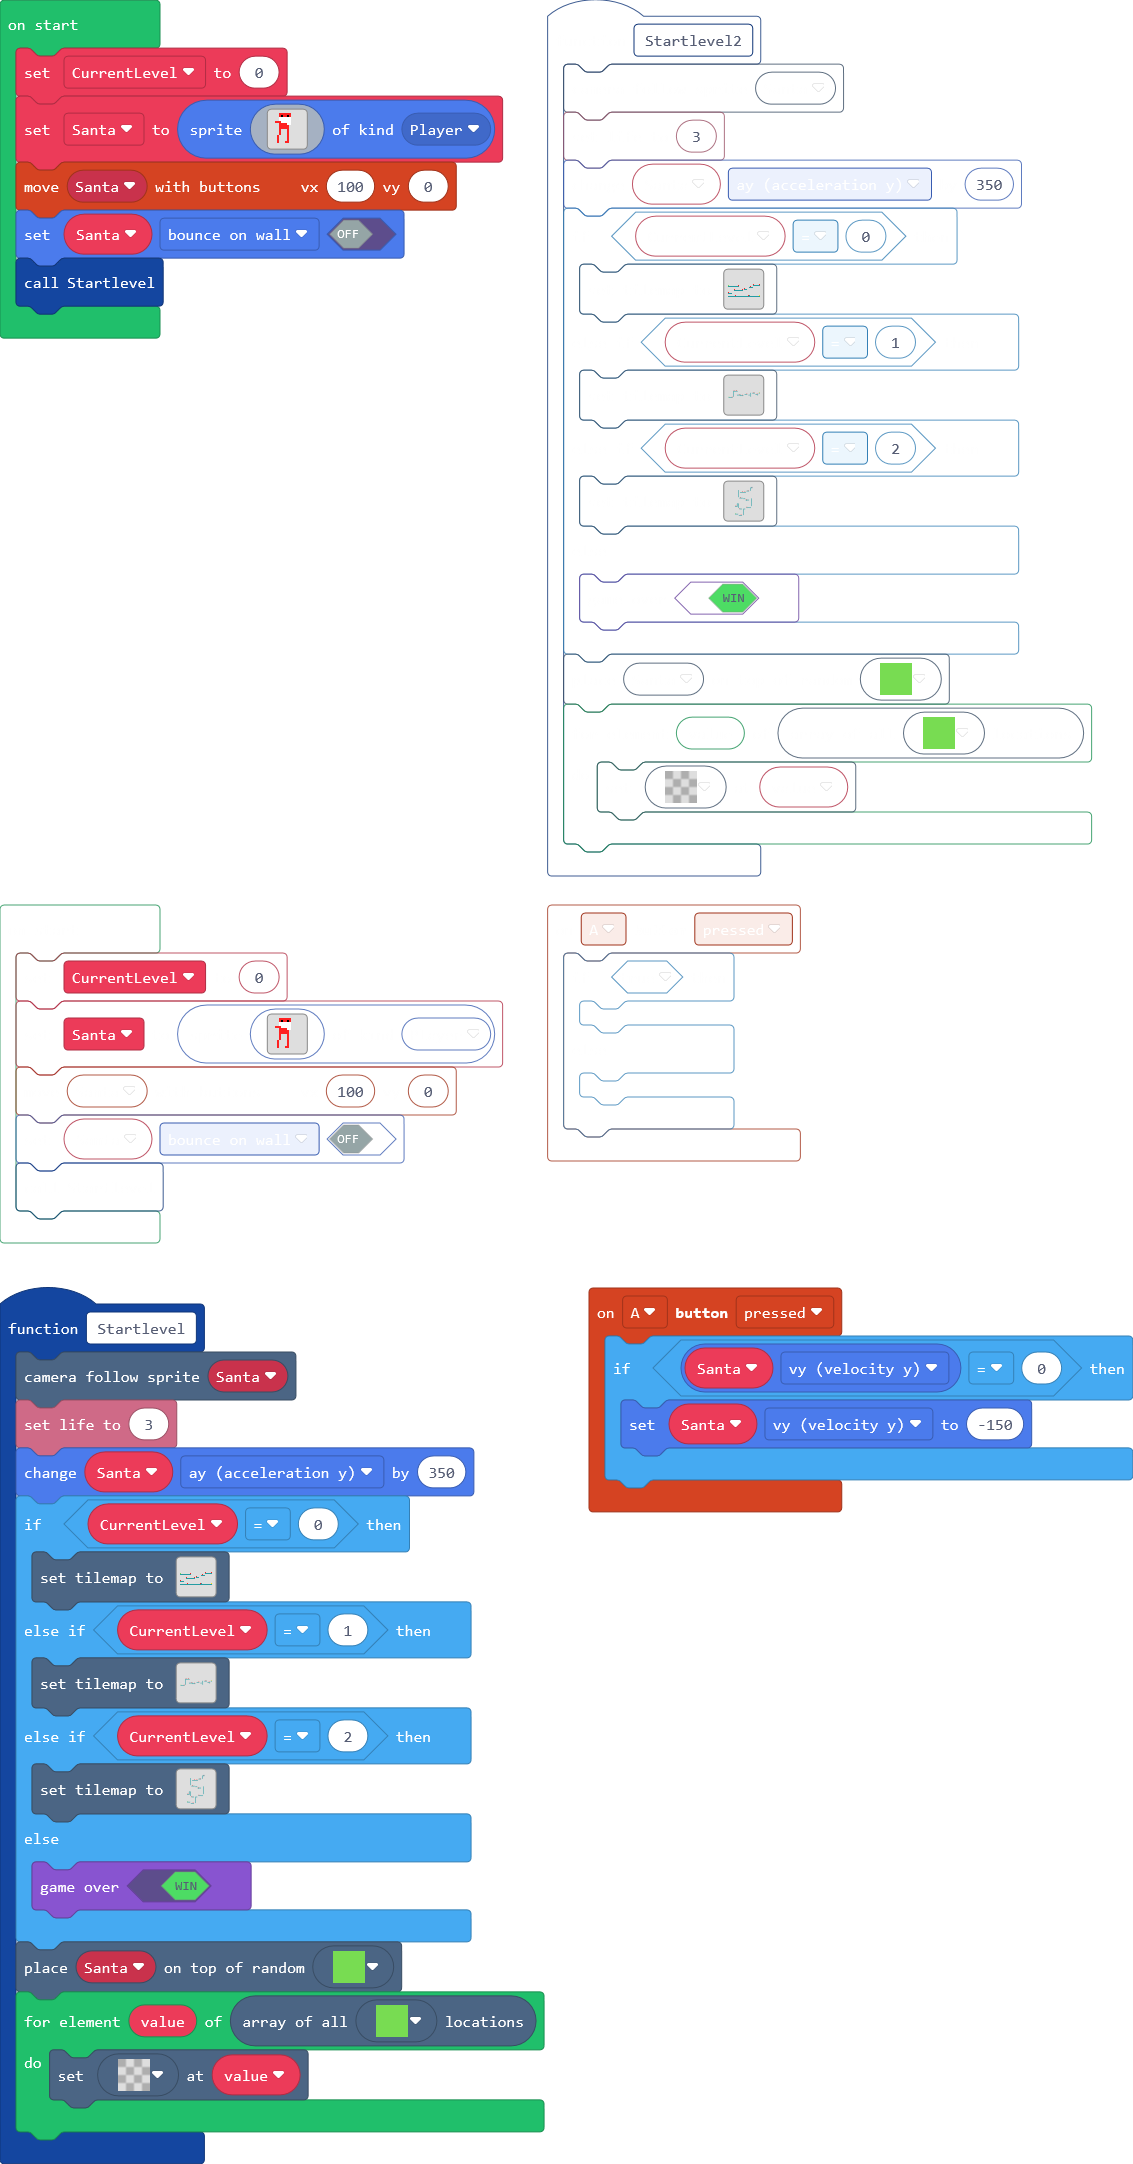 on start
set CurrentLevel to 0
set Santa to sprite of kind Player
move Santa with buttons vx 100 vy 0
set Santa bounce on wall OFF
call Startlevel
Startlevel2
3
ay (acceleration y) 350
= 0
= 1
= 2
WIN
CurrentLevel 0
Santa
100 0
bounce on wall OFF
A pressed
function Startlevel
camera follow sprite Santa
set life to 3
change Santa ay (acceleration y) by 350
if CurrentLevel = 0 then
set tilemap to
else if CurrentLevel = 1 then
set tilemap to
else if CurrentLevel = 2 then
set tilemap to
else
game over WIN
place Santa on top of random
for element value of array of all locations
do set at value
on A button pressed
if Santa vy (velocity y) = 0 then
set Santa vy (velocity y) to -150